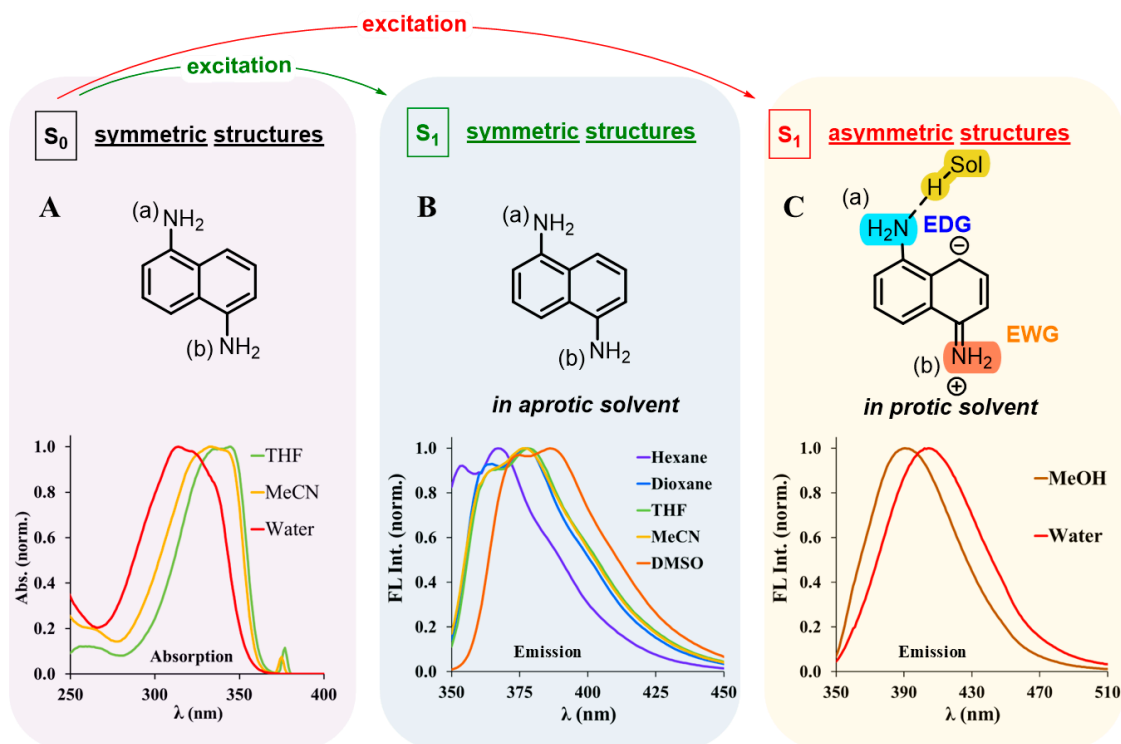 excitation
excitation
S0 symmetric structures
A
(a)
NH2
(b) NH2
Abs. (norm.)
1.0
0.8
0.6
0.4
0.2
0.0
THF
MeCN
Water
Absorption
250 300 350 400
λ (nm)
S1 symmetric structures
B
(a)
NH2
(b)
NH2
in aprotic solvent
FL Int. (norm.)
1.0
0.8
0.6
0.4
0.2
0.0
Hexane
Dioxane
THF
MeCN
DMSO
Emission
350 375 400 425 450
λ (nm)
S1 asymmetric structures
C
Sol
H
(a)
H2N EDG
⊖
EWG
(b) NH2
⊕
in protic solvent
FL Int. (norm.)
1.0
0.8
0.6
0.4
0.2
0.0
MeOH
Water
Emission
350 390 430 470 510
λ (nm)